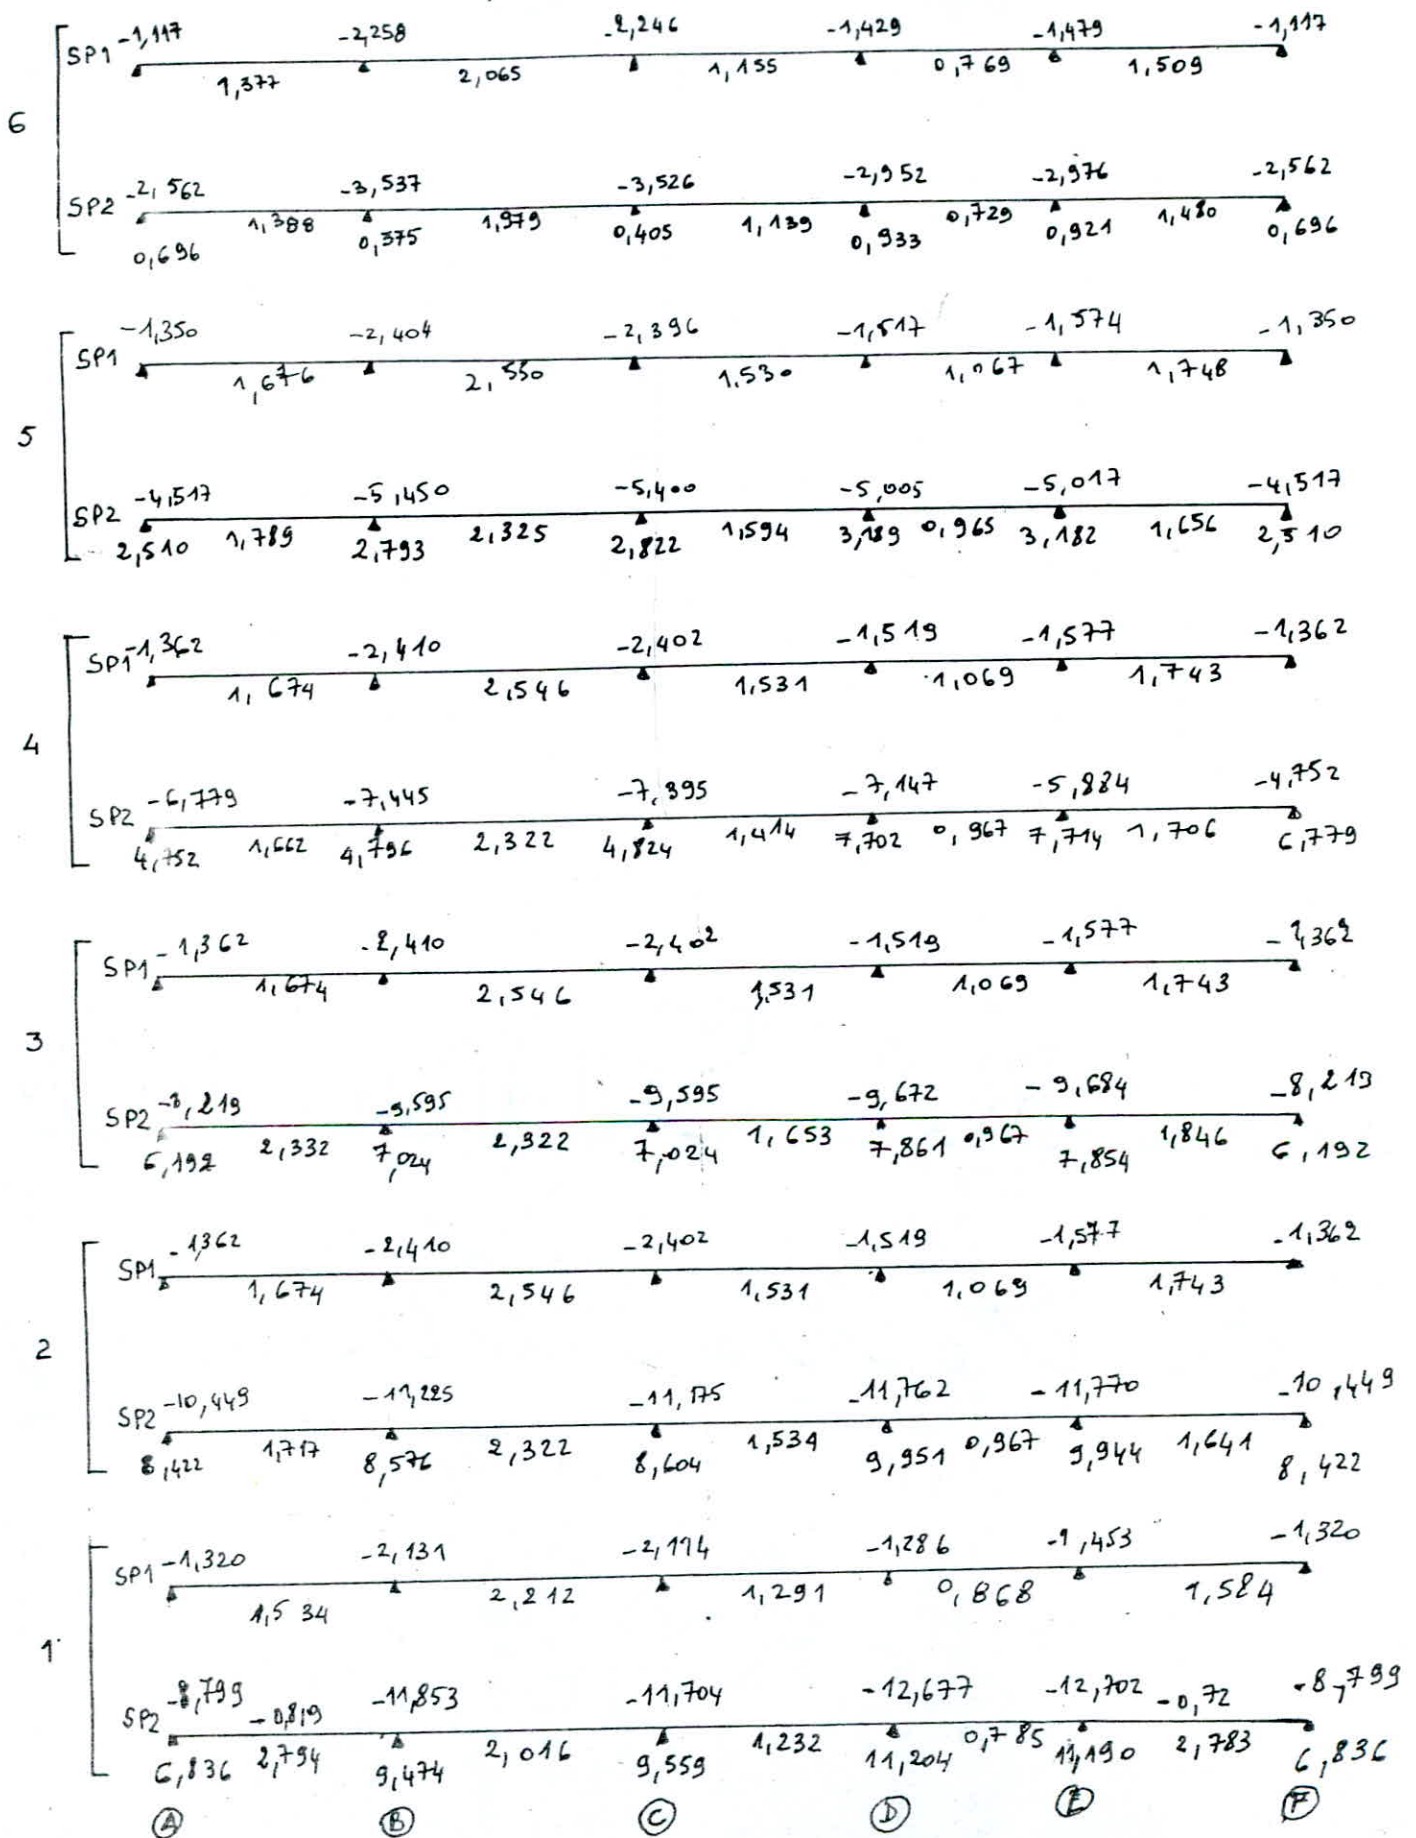 SP1 -1,117 -2,258 -2,246 -1,429 -1,479 -1,117
1,377 2,065 1,155 0,769 1,509
6
SP2 -2,562 -3,537 -3,526 -2,952 -2,976 -2,562
1,388 1,979 1,139 0,729 1,480
0,696 0,375 0,405 0,933 0,921 0,696
SP1 -1,350 -2,404 -2,396 -1,517 -1,574 -1,350
1,676 2,550 1,530 1,067 1,748
5
SP2 -4,517 -5,450 -5,400 -5,005 -5,017 -4,517
2,510 1,789 2,793 2,325 2,822 1,594 3,189 0,965 3,182 1,656 2,510
SP1 -1,362 -2,410 -2,402 -1,519 -1,577 -1,362
1,674 2,546 1,531 1,069 1,743
4
SP2 -6,779 -7,445 -7,395 -7,147 -5,884 -4,752
4,752 1,662 4,796 2,322 4,824 1,414 7,702 0,967 7,714 1,706 6,779
SP1 -1,362 -2,410 -2,402 -1,519 -1,577 -1,362
1,674 2,546 1,531 1,069 1,743
3
SP2 -8,219 -9,595 -9,595 -9,672 -9,684 -8,219
6,192 2,332 7,024 2,322 7,024 1,653 7,861 0,967 7,854 1,846 6,192
SP1 -1,362 -2,410 -2,402 -1,519 -1,577 -1,362
1,674 2,546 1,531 1,069 1,743
2
SP2 -10,449 -11,225 -11,175 -11,762 -11,770 -10,449
8,422 1,717 8,576 2,322 8,604 1,534 9,951 0,967 9,944 1,641 8,422
SP1 -1,320 -2,131 -2,174 -1,286 -1,453 -1,320
1,534 2,212 1,291 0,868 1,584
1
SP2 -8,799 -0,819 -11,853 -11,704 -12,677 -12,702 -0,72 -8,799
6,836 2,794 9,474 2,016 9,559 1,232 11,204 0,785 11,190 2,783 6,836
A B C D E F